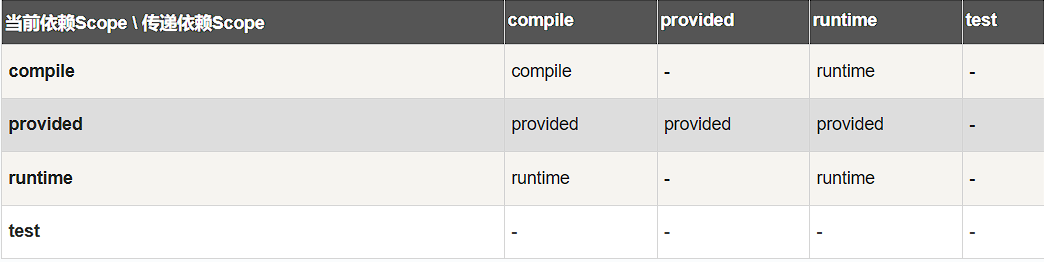 当前依赖Scope \ 传递依赖Scope compile provided runtime test
compile compile - runtime -
provided provided provided provided -
runtime runtime - runtime -
test - - - -